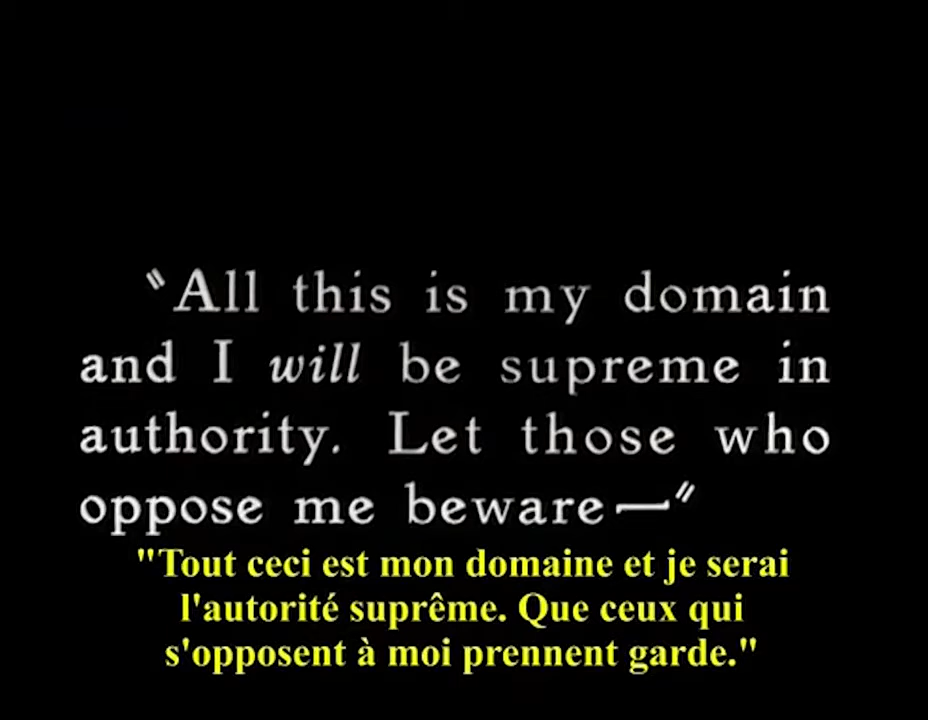 "All this is my domain
and I will be supreme in
authority. Let those who
oppose me beware—"
"Tout ceci est mon domaine et je serai
l'autorité suprême. Que ceux qui
s'opposent à moi prennent garde."